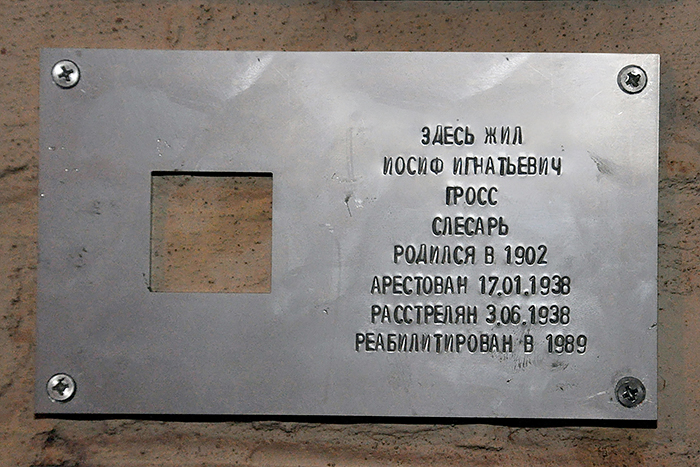 ЗДЕСЬ ЖИЛ
ИОСИФ ИГНАТЬЕВИЧ
ГРОСС
СЛЕСАРЬ
РОДИЛСЯ В 1902
АРЕСТОВАН 17.01.1938
РАССТРЕЛЯН 3.06.1938
РЕАБИЛИТИРОВАН В 1989